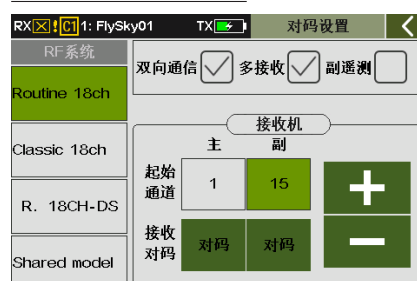 RX C1 1: FlySky01 TX 对码设置
RF系统
双向通信 多接收 副遥测
Routine 18ch
接收机
主 副
Classic 18ch
起始通道 1 15 +
R. 18CH-DS
接收对码 对码 对码 —
Shared model